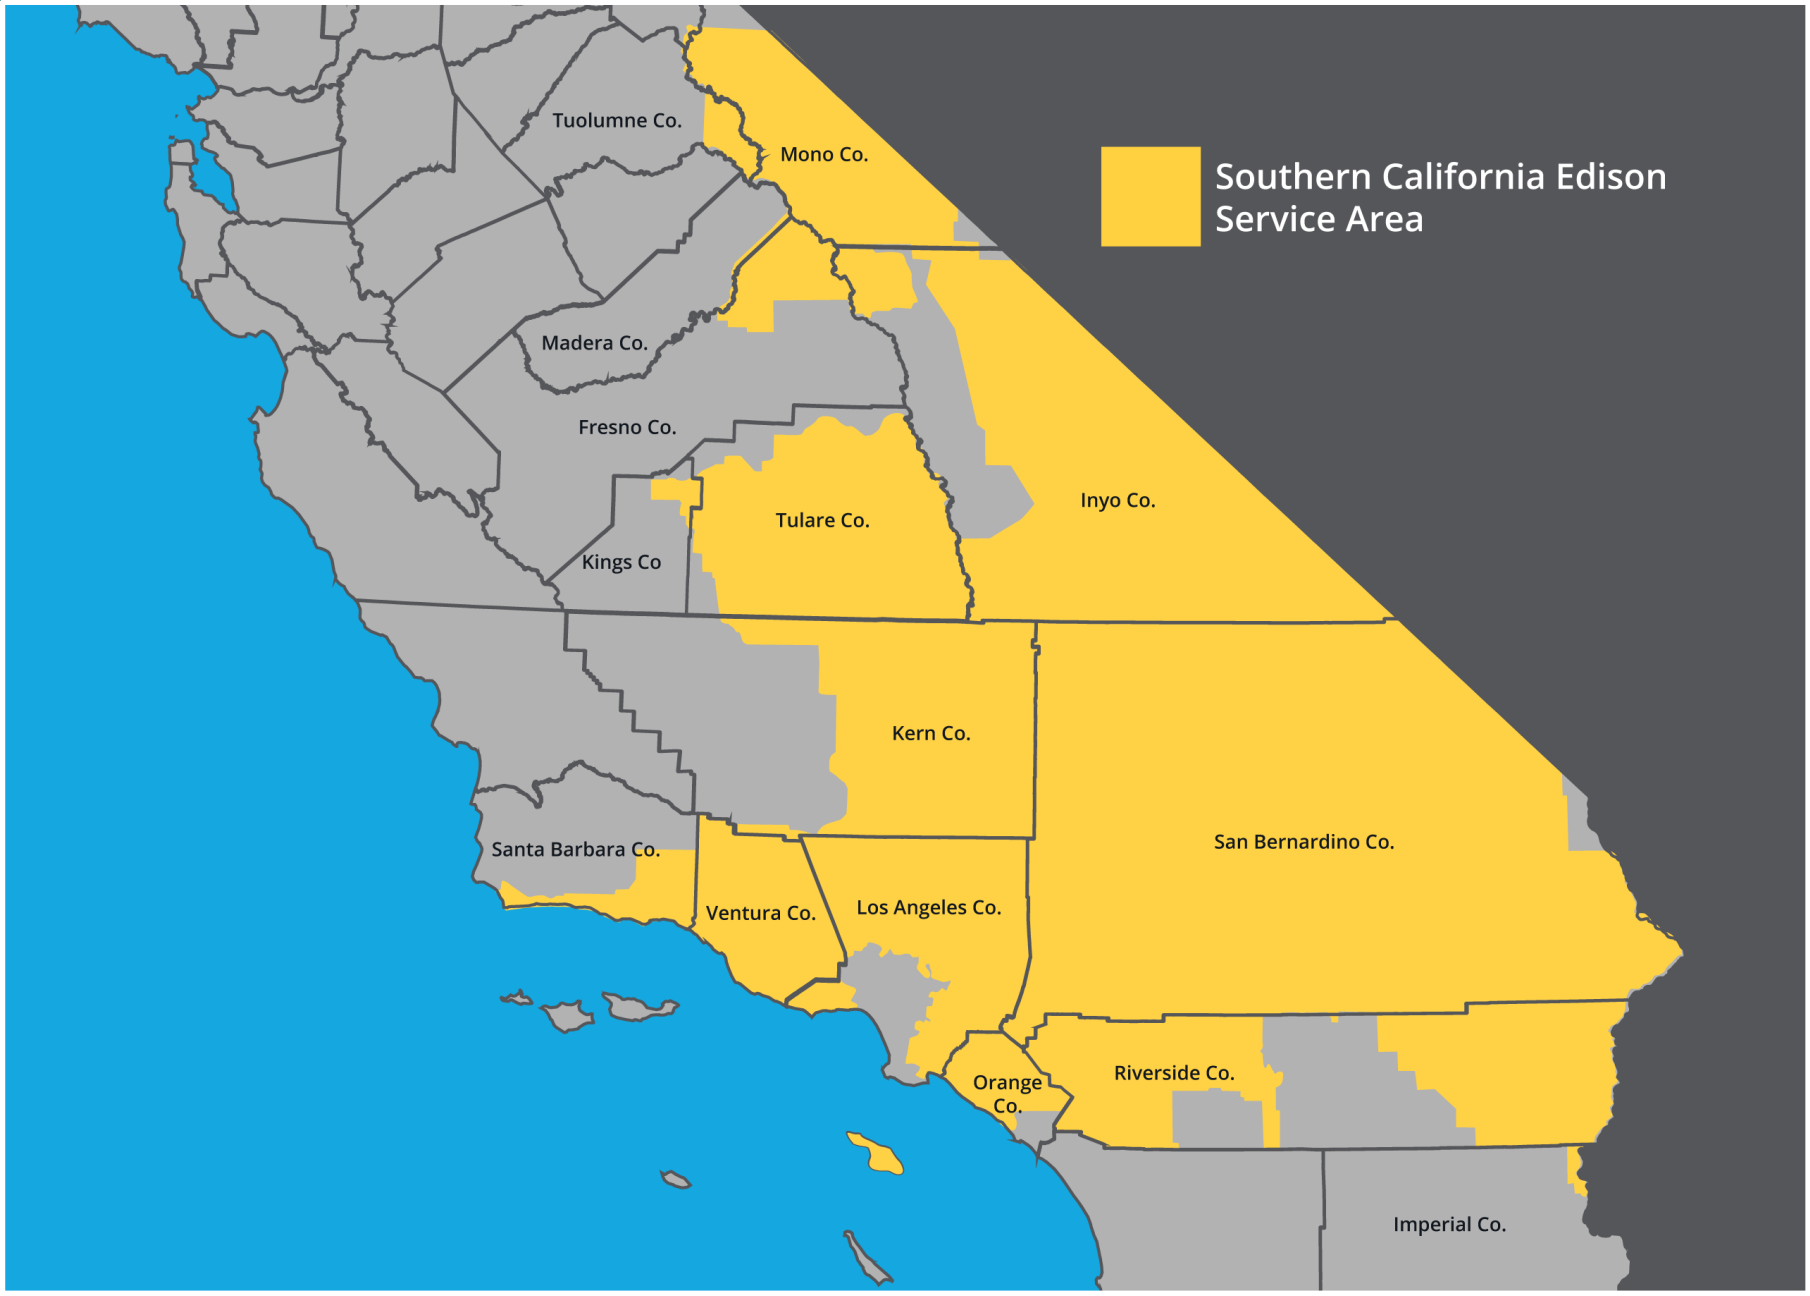 Tuolumne Co.
Mono Co.
Southern California Edison
Service Area
Madera Co.
Fresno Co.
Inyo Co.
Tulare Co.
Kings Co
Kern Co.
San Bernardino Co.
Santa Barbara Co.
Ventura Co.
Los Angeles Co.
Riverside Co.
Orange
Co.
Imperial Co.